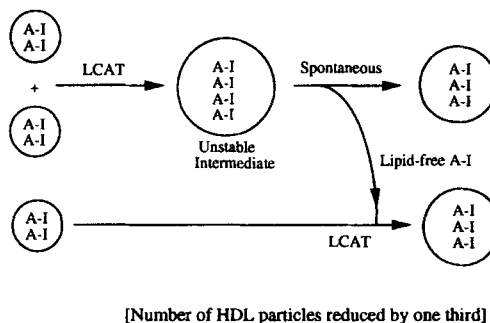 A-I
A-I
+
A-I
A-I
LCAT
A-I
A-I
A-I
A-I
Unstable
Intermediate
Spontaneous
A-I
A-I
A-I
Lipid-free A-I
A-I
A-I
LCAT
A-I
A-I
A-I
[Number of HDL particles reduced by one third]